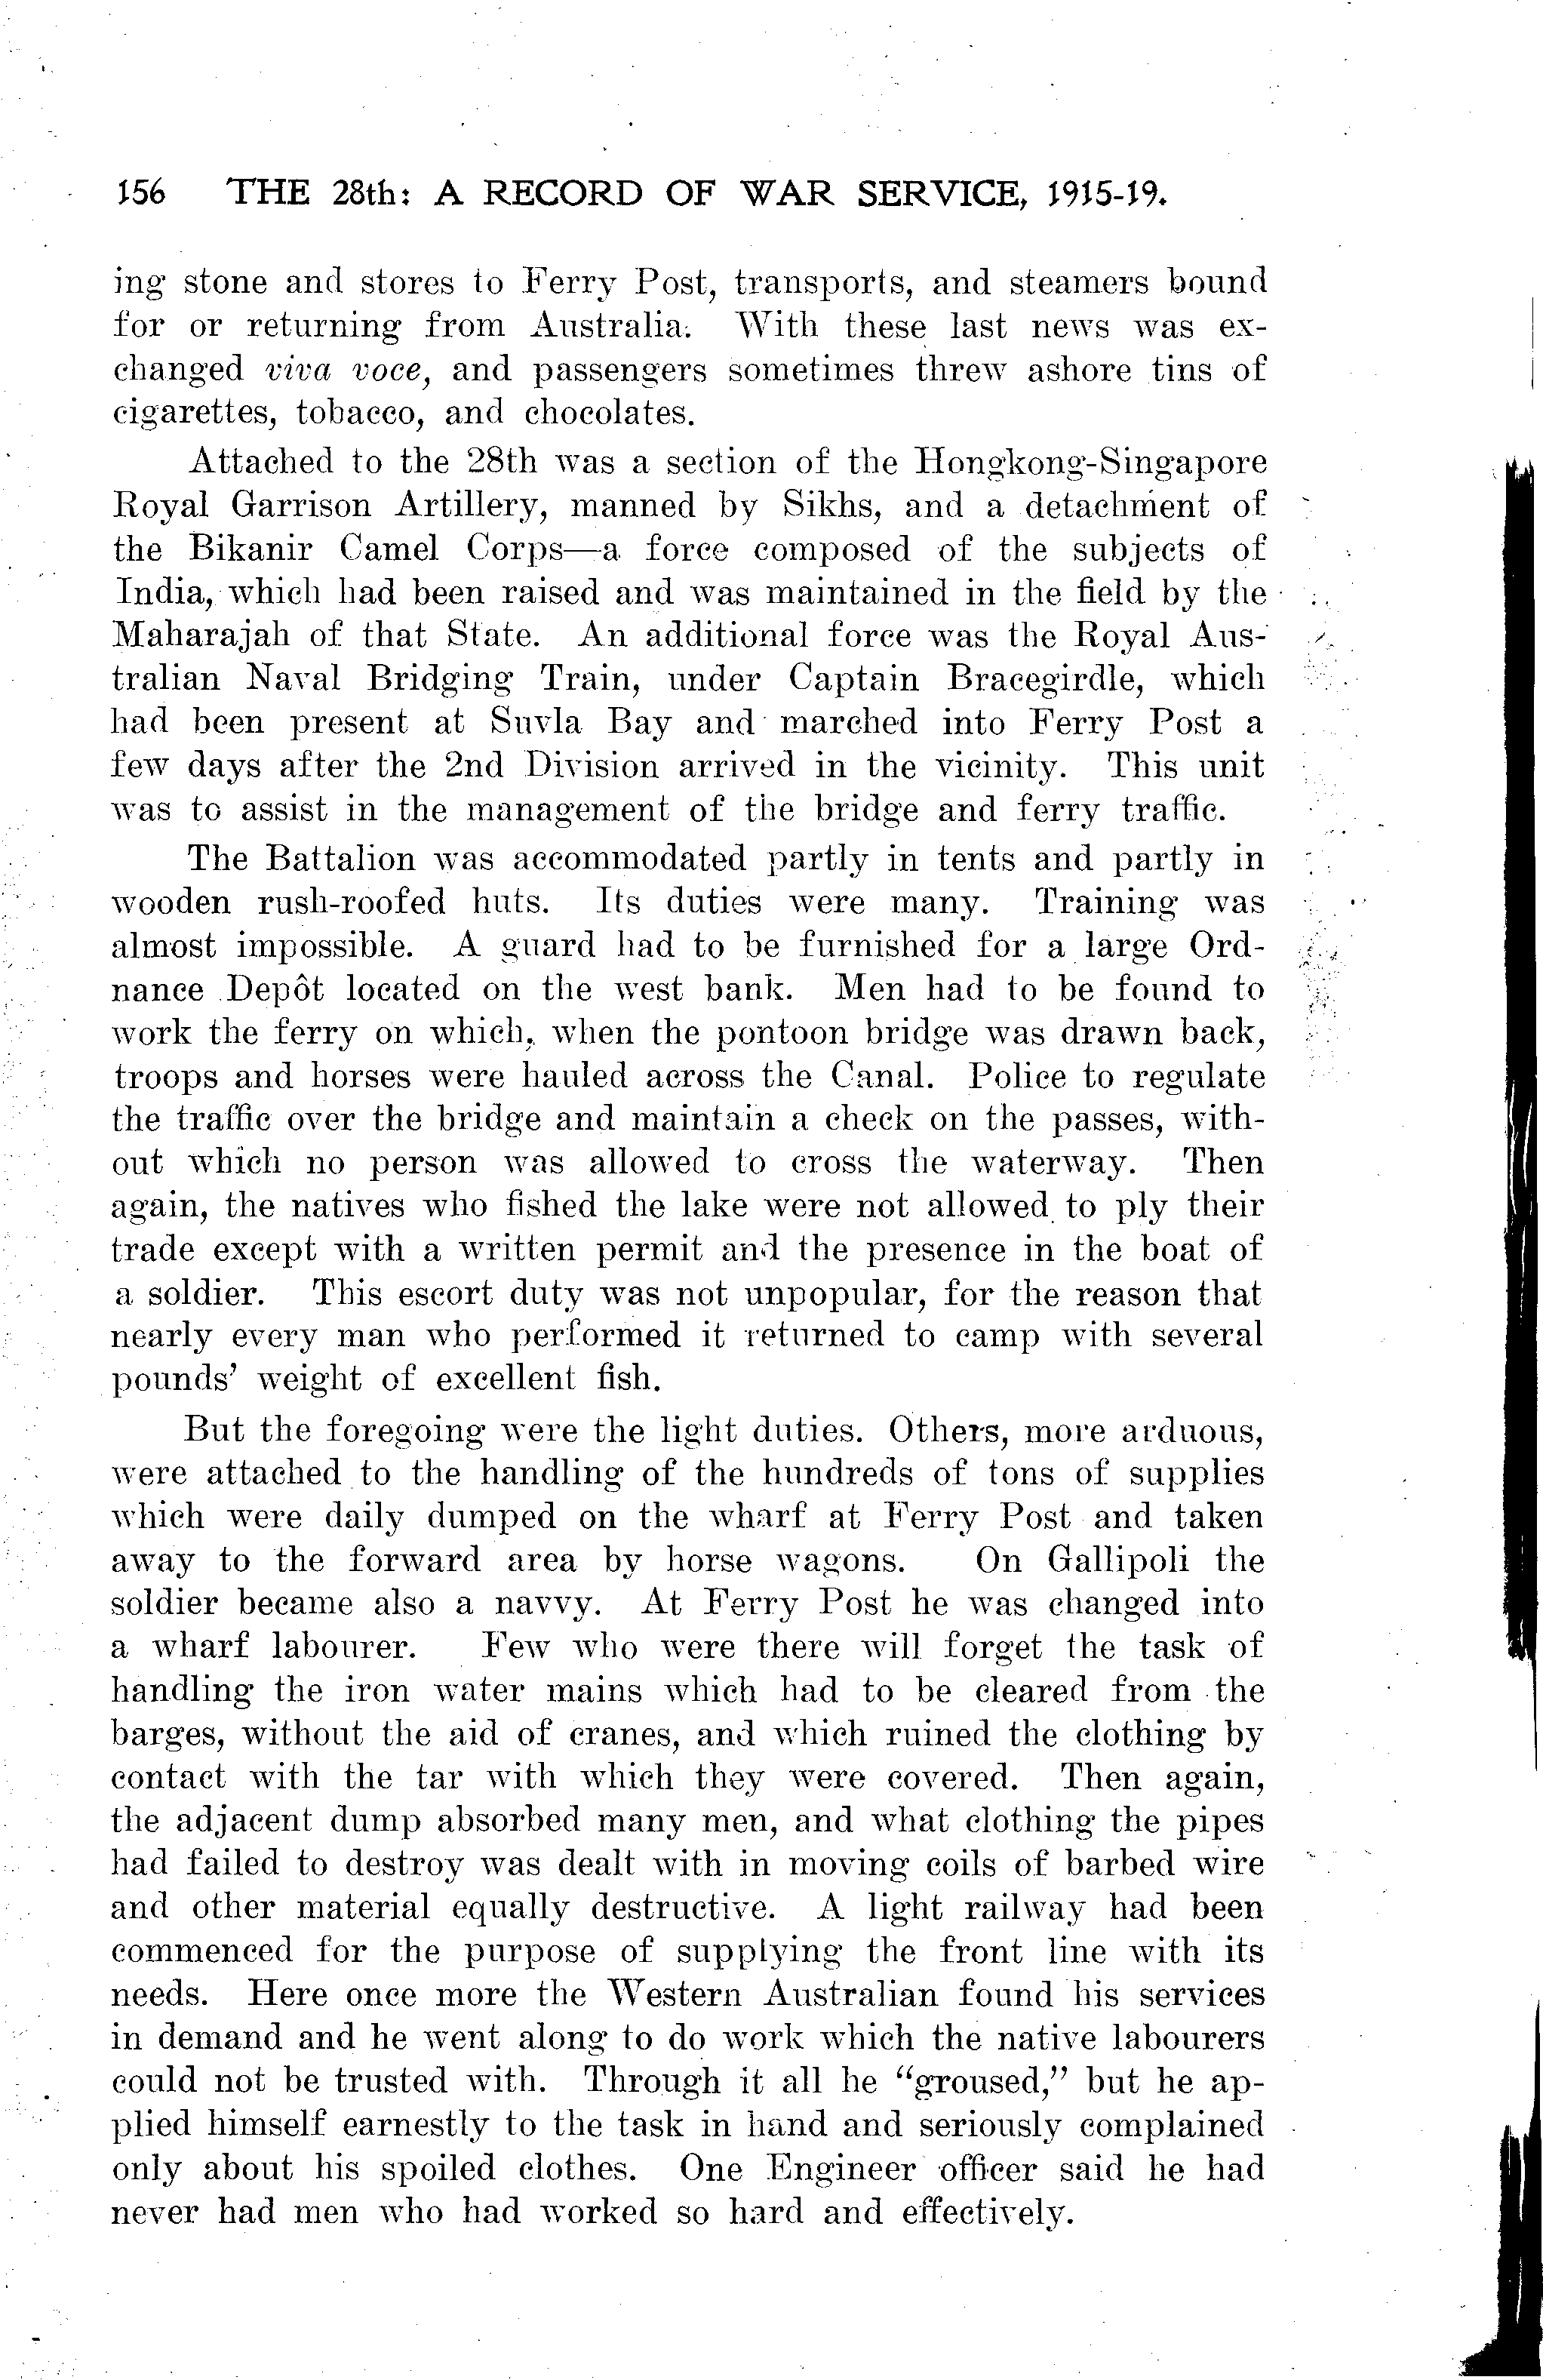 156 THE 28th: A RECORD OF WAR SERVICE, 1915-19.
ing stone and stores to Ferry Post, transports, and steamers bound
for or returning from Australia. With these last news was ex-
changed viva voce, and passengers sometimes threw ashore tins of
cigarettes, tobacco, and chocolates.
Attached to the 28th was a section of the Hongkong-Singapore
Royal Garrison Artillery, manned by Sikhs, and a detachment of
the Bikanir Camel Corps—a force composed of the subjects of
India, which had been raised and was maintained in the field by the
Maharajah of that State. An additional force was the Royal Aus-
tralian Naval Bridging Train, under Captain Bracegirdle, which
had been present at Suvla Bay and marched into Ferry Post a
few days after the 2nd Division arrived in the vicinity. This unit
was to assist in the management of the bridge and ferry traffic.
The Battalion was accommodated partly in tents and partly in
wooden rush-roofed huts. Its duties were many. Training was
almost impossible. A guard had to be furnished for a large Ord-
nance Depôt located on the west bank. Men had to be found to
work the ferry on which, when the pontoon bridge was drawn back,
troops and horses were hauled across the Canal. Police to regulate
the traffic over the bridge and maintain a check on the passes, with-
out which no person was allowed to cross the waterway. Then
again, the natives who fished the lake were not allowed to ply their
trade except with a written permit and the presence in the boat of
a soldier. This escort duty was not unpopular, for the reason that
nearly every man who performed it returned to camp with several
pounds' weight of excellent fish.
But the foregoing were the light duties. Others, more arduous,
were attached to the handling of the hundreds of tons of supplies
which were daily dumped on the wharf at Ferry Post and taken
away to the forward area by horse wagons. On Gallipoli the
soldier became also a navvy. At Ferry Post he was changed into
a wharf labourer. Few who were there will forget the task of
handling the iron water mains which had to be cleared from the
barges, without the aid of cranes, and which ruined the clothing by
contact with the tar with which they were covered. Then again,
the adjacent dump absorbed many men, and what clothing the pipes
had failed to destroy was dealt with in moving coils of barbed wire
and other material equally destructive. A light railway had been
commenced for the purpose of supplying the front line with its
needs. Here once more the Western Australian found his services
in demand and he went along to do work which the native labourers
could not be trusted with. Through it all he "groused," but he ap-
plied himself earnestly to the task in hand and seriously complained
only about his spoiled clothes. One Engineer officer said he had
never had men who had worked so hard and effectively.